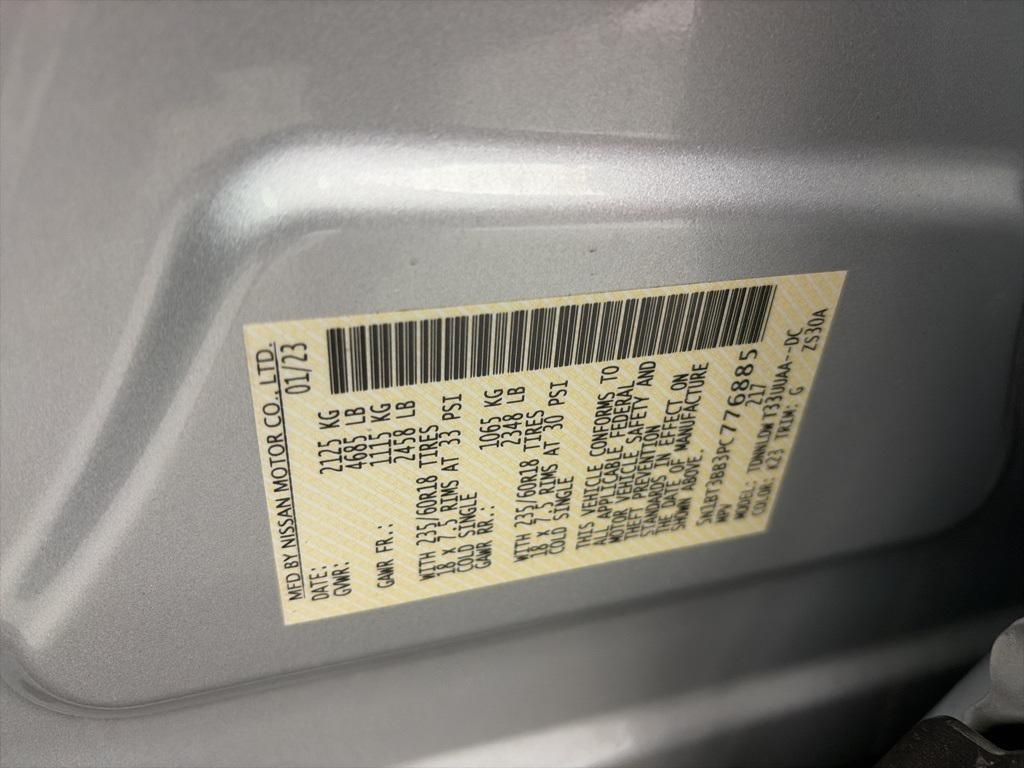 MFD BY NISSAN MOTOR CO.,LTD.
DATE: 01/23
GVWR: 2125 KG
4685 LB
GAWR FR.: 1115 KG
2458 LB
WITH 235/60R18 TIRES
18 x 7.5 RIMS AT 33 PSI
COLD SINGLE
GAWR RR.: 1065 KG
2348 LB
WITH 235/60R18 TIRES
18 x 7.5 RIMS AT 30 PSI
COLD SINGLE
THIS VEHICLE CONFORMS TO
ALL APPLICABLE FEDERAL
MOTOR VEHICLE SAFETY AND
THEFT PREVENTION
STANDARDS IN EFFECT ON
THE DATE OF MANUFACTURE
SHOWN ABOVE.
5N1BT3BB3PC776885
MPV 217
MODEL:
COLOR: K23 TRIM: G ZS30A